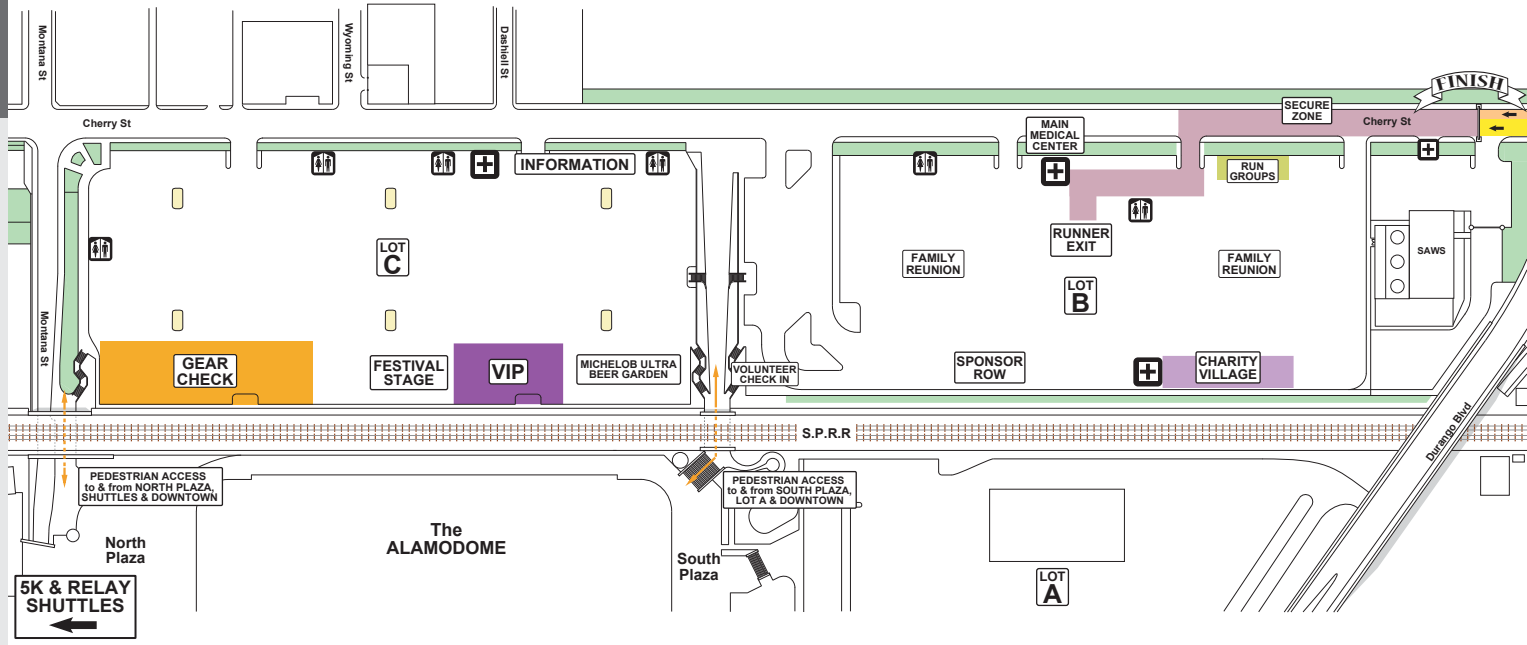 Montana St
Wyoming St
Dashiell St
FINISH
SECURE
ZONE
Cherry St
Cherry St
MAIN
MEDICAL
CENTER
INFORMATION
RUN
GROUPS
RUNNER
EXIT
LOT
C
FAMILY
REUNION
FAMILY
REUNION
SAWS
LOT
B
Montana St
GEAR
CHECK
FESTIVAL
STAGE
VIP
MICHELOB ULTRA
BEER GARDEN
VOLUNTEER
CHECK IN
SPONSOR
ROW
CHARITY
VILLAGE
S.P.R.R
Durango Blvd
PEDESTRIAN ACCESS
to & from NORTH PLAZA,
SHUTTLES & DOWNTOWN
PEDESTRIAN ACCESS
to & from SOUTH PLAZA,
LOT A & DOWNTOWN
The
ALAMODOME
North
Plaza
South
Plaza
LOT
A
5K & RELAY
SHUTTLES